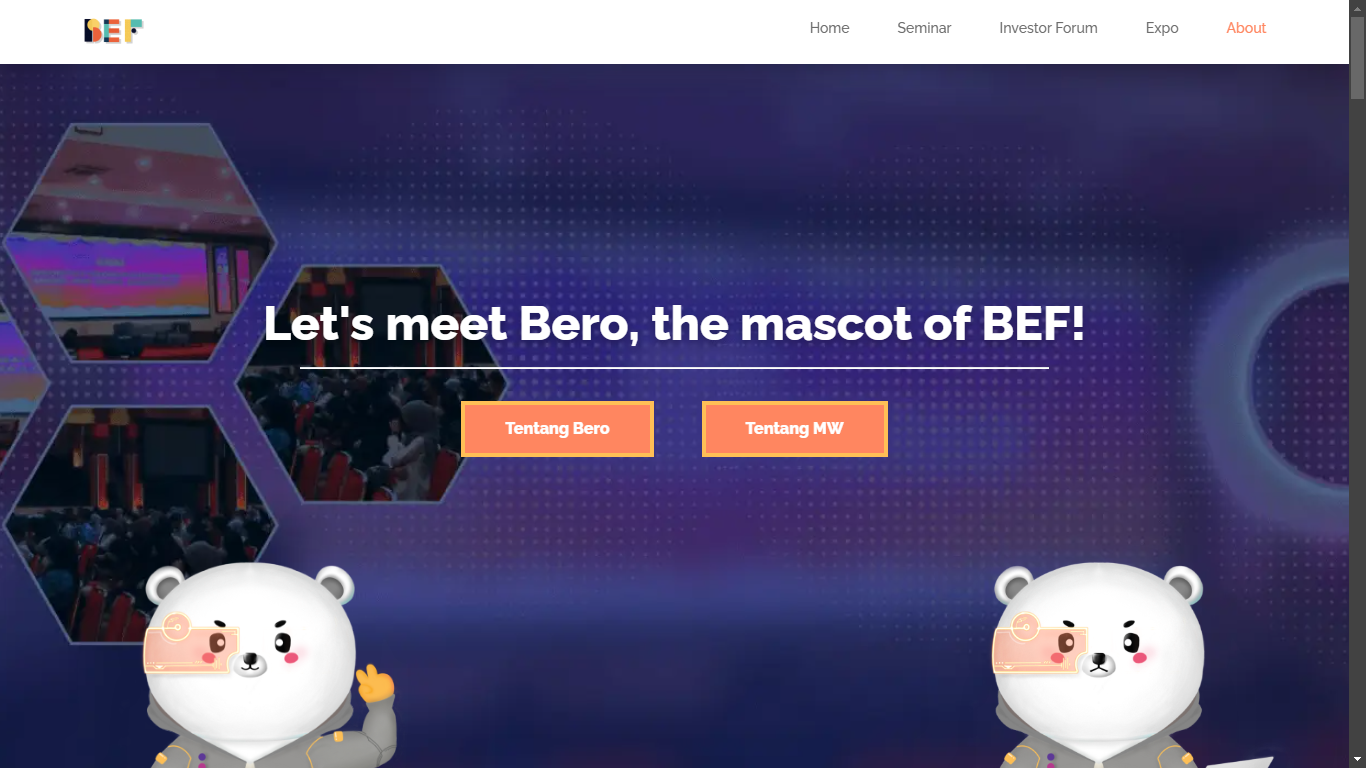 BEF
Home
Seminar
Investor Forum
Expo
About
Let's meet Bero, the mascot of BEF!
Tentang Bero
Tentang MW